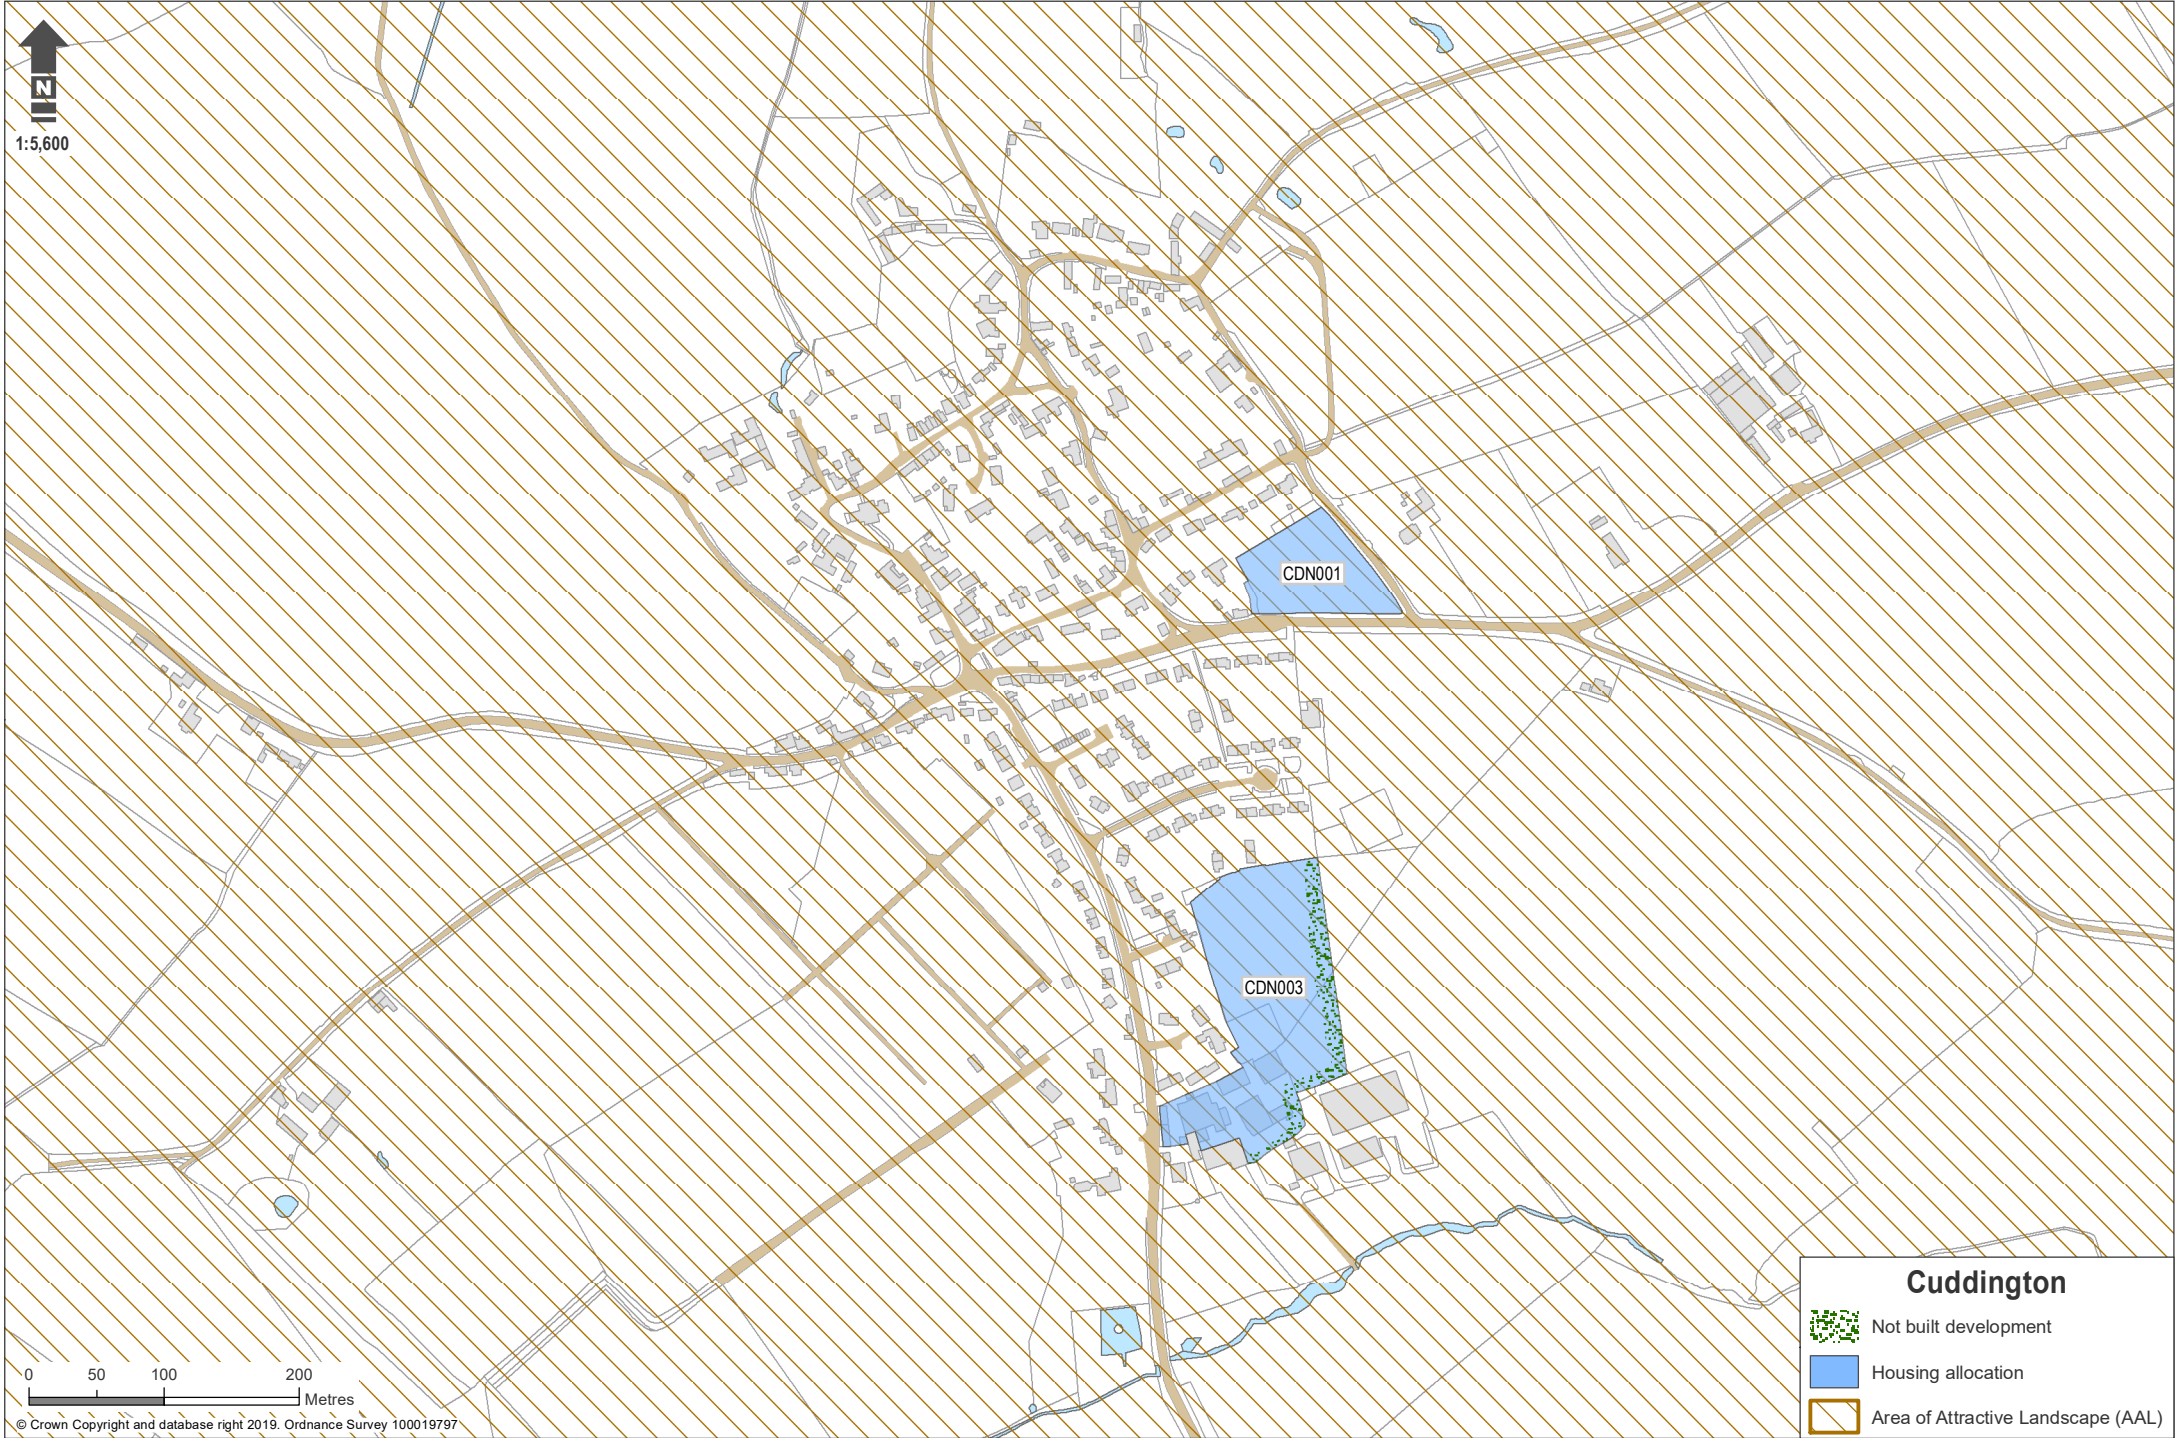 N
1:5,600
CDN001
CDN003
Cuddington
Not built development
Housing allocation
Area of Attractive Landscape (AAL)
0 50 100 200
Metres
© Crown Copyright and database right 2019. Ordnance Survey 100019797